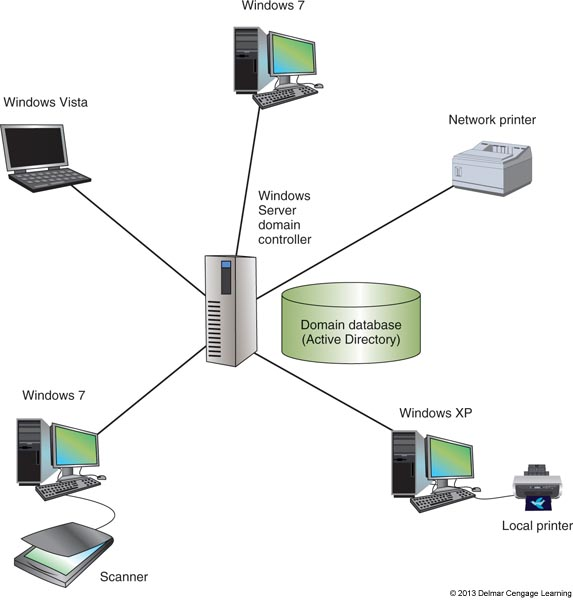 Windows 7
Windows Vista
Network printer
Windows
Server
domain
controller
Domain database
(Active Directory)
Windows 7
Windows XP
Local printer
Scanner
© 2013 Delmar Cengage Learning